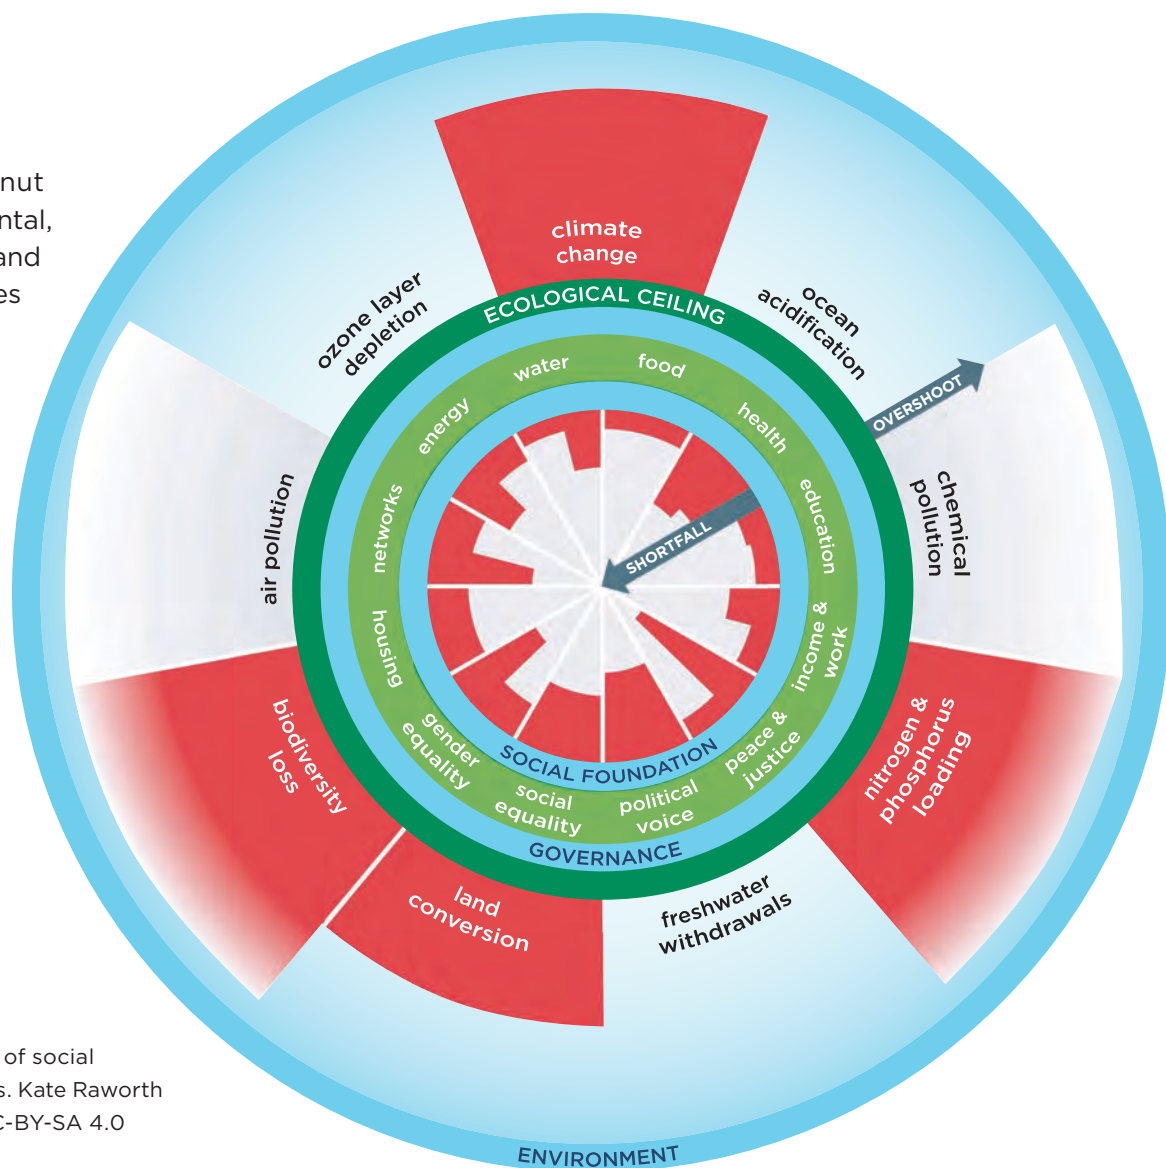 nut
ntal,
and
es
climate
change
ozone layer
depletion
ocean
acidification
ECOLOGICAL CEILING
OVERSHOOT
water
food
energy
health
networks
education
SHORTFALL
air pollution
chemical
pollution
housing
income &
work
gender
equality
SOCIAL FOUNDATION
peace &
justice
social
equality
political
voice
GOVERNANCE
biodiversity
loss
nitrogen &
phosphorus
loading
land
conversion
freshwater
withdrawals
of social
s. Kate Raworth
C-BY-SA 4.0
ENVIRONMENT